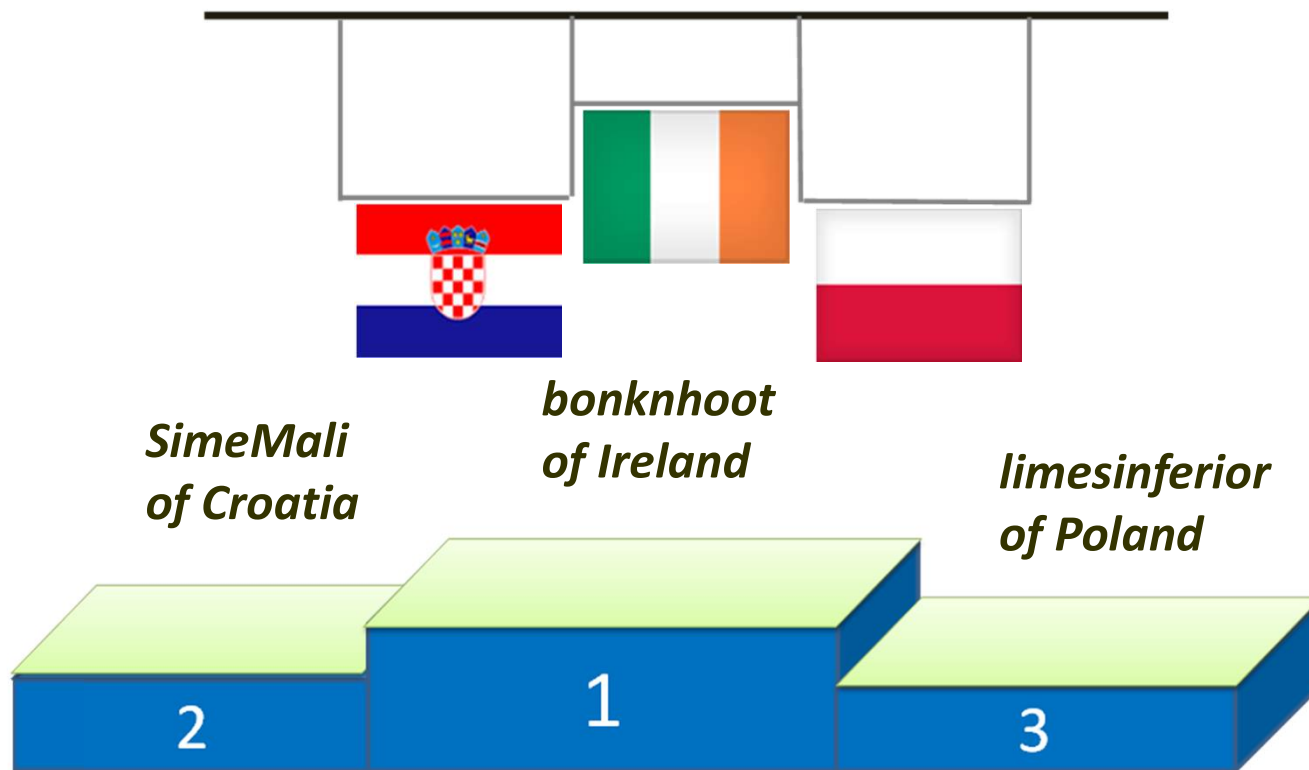 SimeMali
of Croatia
bonknhoot
of Ireland
limesinferior
of Poland
2
1
3